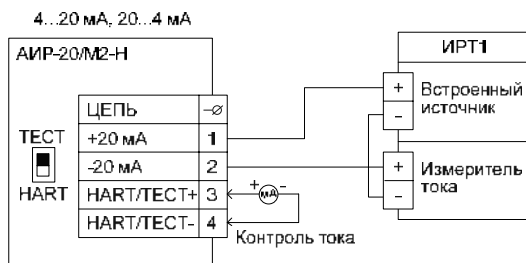 4...20 мА, 20...4 мА
АИР-20/М2-Н
ИРТ1
ЦЕПЬ -∅
+20 мА 1
-20 мА 2
HART/ТЕСТ+ 3
HART/ТЕСТ- 4
ТЕСТ
HART
+ мА -
Контроль тока
+
-
Встроенный
источник
+
-
Измеритель
тока